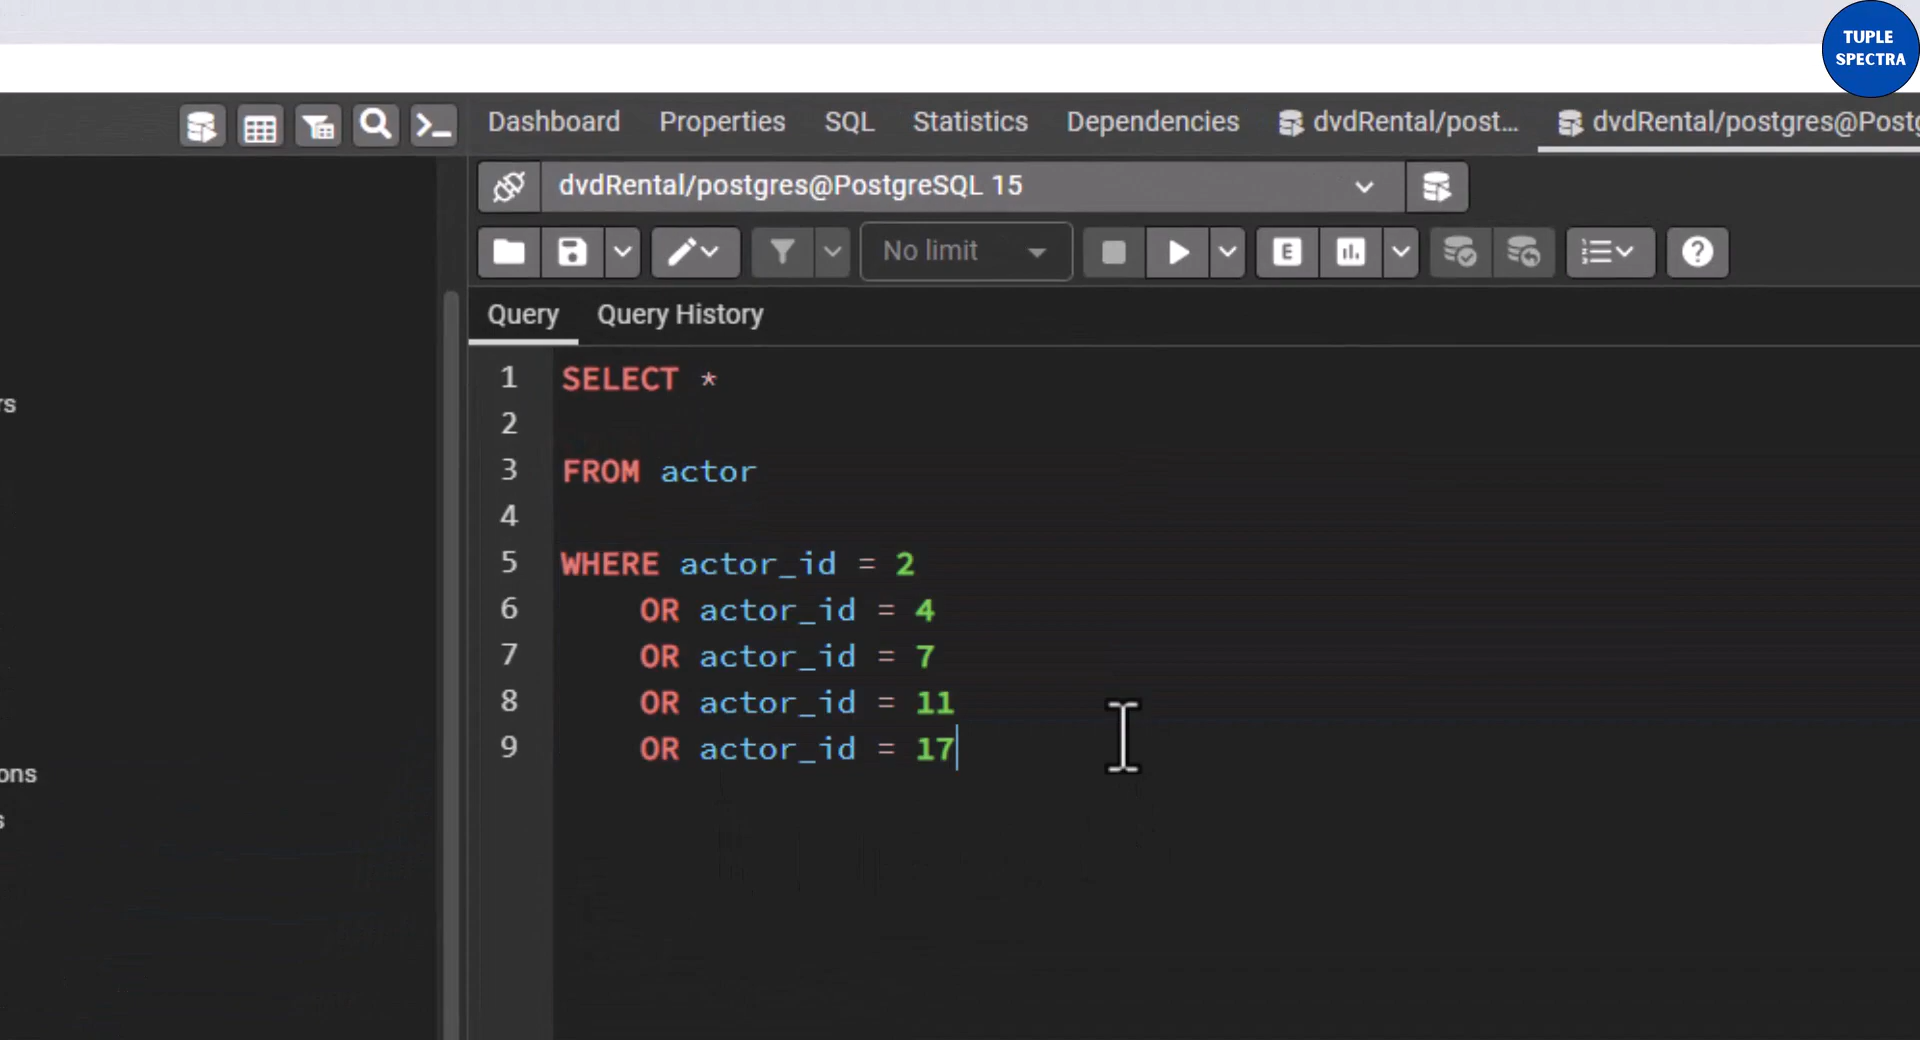 TUPLE
SPECTRA
Dashboard Properties SQL Statistics Dependencies dvdRental/post... dvdRental/postgres@Postg
dvdRental/postgres@PostgreSQL 15
No limit E
Query Query History
1 SELECT *
2
3 FROM actor
4
5 WHERE actor_id = 2
6 OR actor_id = 4
7 OR actor_id = 7
8 OR actor_id = 11
9 OR actor_id = 17
rs
ons
s